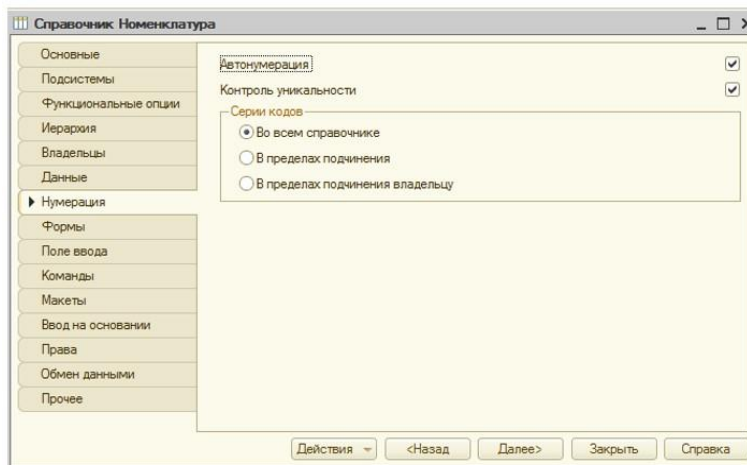 Справочник Номенклатура
Основные
Подсистемы
Функциональные опции
Иерархия
Владельцы
Данные
Нумерация
Формы
Поле ввода
Команды
Макеты
Ввод на основании
Права
Обмен данными
Прочее
Автонумерация
Контроль уникальности
Серии кодов
Во всем справочнике
В пределах подчинения
В пределах подчинения владельцу
Действия
<Назад
Далее>
Закрыть
Справка